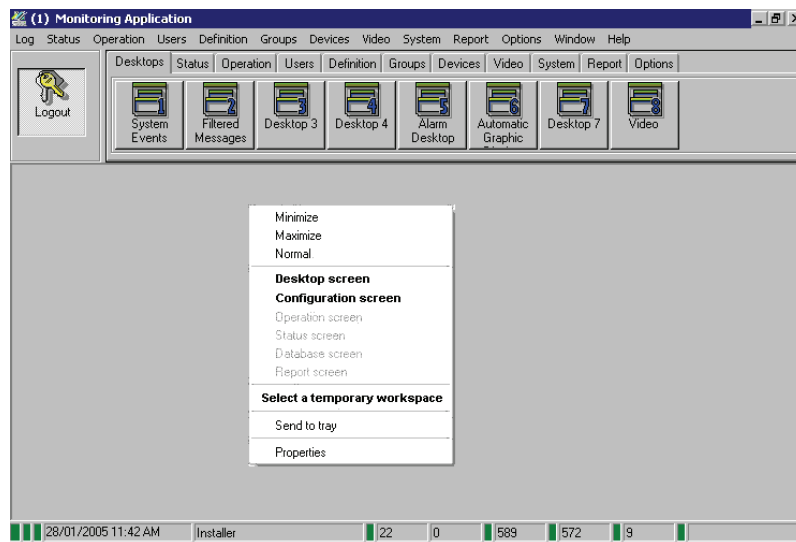 (1) Monitoring Application
Log Status Operation Users Definition Groups Devices Video System Report Options Window Help
Desktops Status Operation Users Definition Groups Devices Video System Report Options
Logout
1 2 3 4 5 6 7 8
System Events
Filtered Messages
Desktop 3
Desktop 4
Alarm Desktop
Automatic Graphic
Desktop 7
Video
Minimize
Maximize
Normal
Desktop screen
Configuration screen
Operation screen
Status screen
Database screen
Report screen
Select a temporary workspace
Send to tray
Properties
28/01/2005 11:42 AM Installer 22 0 589 572 9